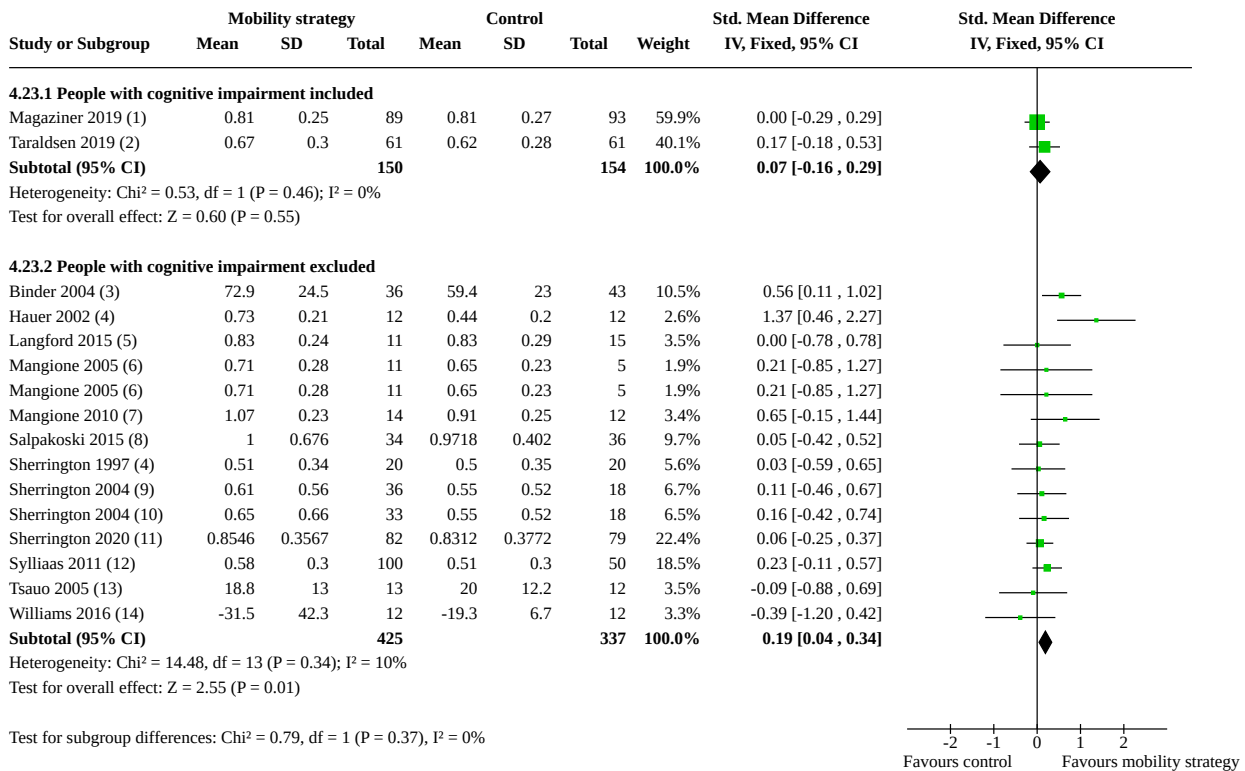 Mobility strategy Control Std. Mean Difference Std. Mean Difference
Study or Subgroup Mean SD Total Mean SD Total Weight IV, Fixed, 95% CI IV, Fixed, 95% CI
4.23.1 People with cognitive impairment included
Magaziner 2019 (1) 0.81 0.25 89 0.81 0.27 93 59.9% 0.00 [-0.29 , 0.29]
Taraldsen 2019 (2) 0.67 0.3 61 0.62 0.28 61 40.1% 0.17 [-0.18 , 0.53]
Subtotal (95% CI) 150 154 100.0% 0.07 [-0.16 , 0.29]
Heterogeneity: Chi² = 0.53, df = 1 (P = 0.46); I² = 0%
Test for overall effect: Z = 0.60 (P = 0.55)
4.23.2 People with cognitive impairment excluded
Binder 2004 (3) 72.9 24.5 36 59.4 23 43 10.5% 0.56 [0.11 , 1.02]
Hauer 2002 (4) 0.73 0.21 12 0.44 0.2 12 2.6% 1.37 [0.46 , 2.27]
Langford 2015 (5) 0.83 0.24 11 0.83 0.29 15 3.5% 0.00 [-0.78 , 0.78]
Mangione 2005 (6) 0.71 0.28 11 0.65 0.23 5 1.9% 0.21 [-0.85 , 1.27]
Mangione 2005 (6) 0.71 0.28 11 0.65 0.23 5 1.9% 0.21 [-0.85 , 1.27]
Mangione 2010 (7) 1.07 0.23 14 0.91 0.25 12 3.4% 0.65 [-0.15 , 1.44]
Salpakoski 2015 (8) 1 0.676 34 0.9718 0.402 36 9.7% 0.05 [-0.42 , 0.52]
Sherrington 1997 (4) 0.51 0.34 20 0.5 0.35 20 5.6% 0.03 [-0.59 , 0.65]
Sherrington 2004 (9) 0.61 0.56 36 0.55 0.52 18 6.7% 0.11 [-0.46 , 0.67]
Sherrington 2004 (10) 0.65 0.66 33 0.55 0.52 18 6.5% 0.16 [-0.42 , 0.74]
Sherrington 2020 (11) 0.8546 0.3567 82 0.8312 0.3772 79 22.4% 0.06 [-0.25 , 0.37]
Sylliaas 2011 (12) 0.58 0.3 100 0.51 0.3 50 18.5% 0.23 [-0.11 , 0.57]
Tsauo 2005 (13) 18.8 13 13 20 12.2 12 3.5% -0.09 [-0.88 , 0.69]
Williams 2016 (14) -31.5 42.3 12 -19.3 6.7 12 3.3% -0.39 [-1.20 , 0.42]
Subtotal (95% CI) 425 337 100.0% 0.19 [0.04 , 0.34]
Heterogeneity: Chi² = 14.48, df = 13 (P = 0.34); I² = 10%
Test for overall effect: Z = 2.55 (P = 0.01)
Test for subgroup differences: Chi² = 0.79, df = 1 (P = 0.37), I² = 0%
-2 -1 0 1 2
Favours control Favours mobility strategy